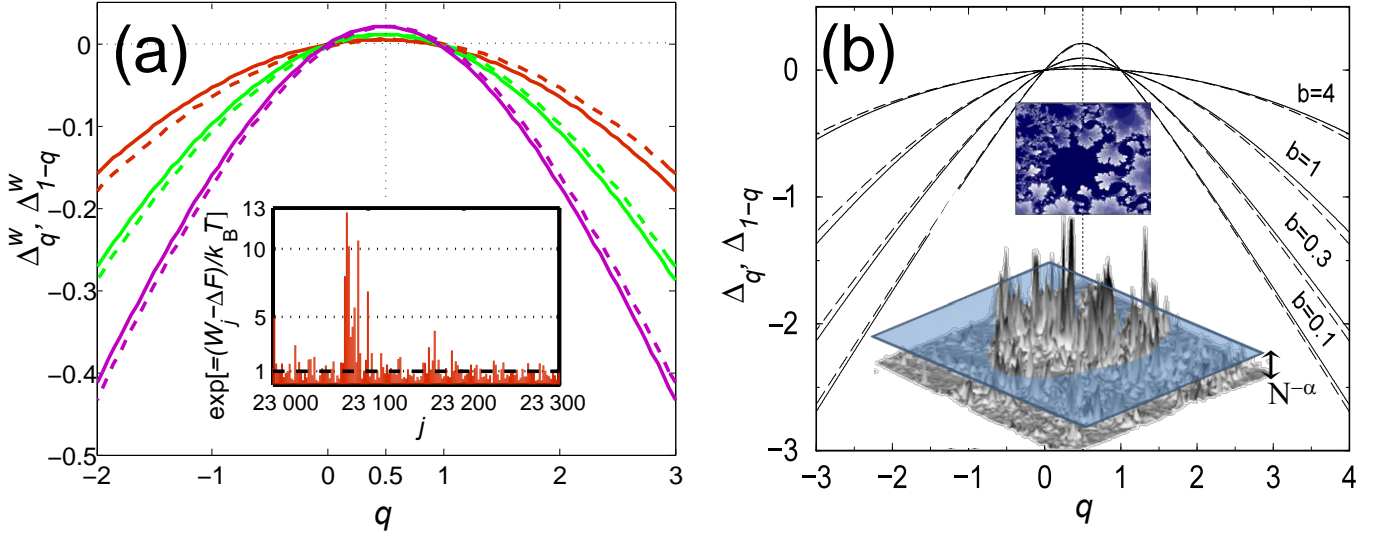 (a)
Δ^w_q, Δ^w_{1−q}
0
−0.1
−0.2
−0.3
−0.4
−0.5
−2
−1
0
0.5
1
2
3
q
exp[=(W_j−ΔF)/k_BT]
13
10
5
1
23 000
23 100
23 200
23 300
j
(b)
Δ_q, Δ_{1−q}
0
−1
−2
−3
−3
−2
−1
0
1
2
3
4
q
b=4
b=1
b=0.3
b=0.1
N^{−α}